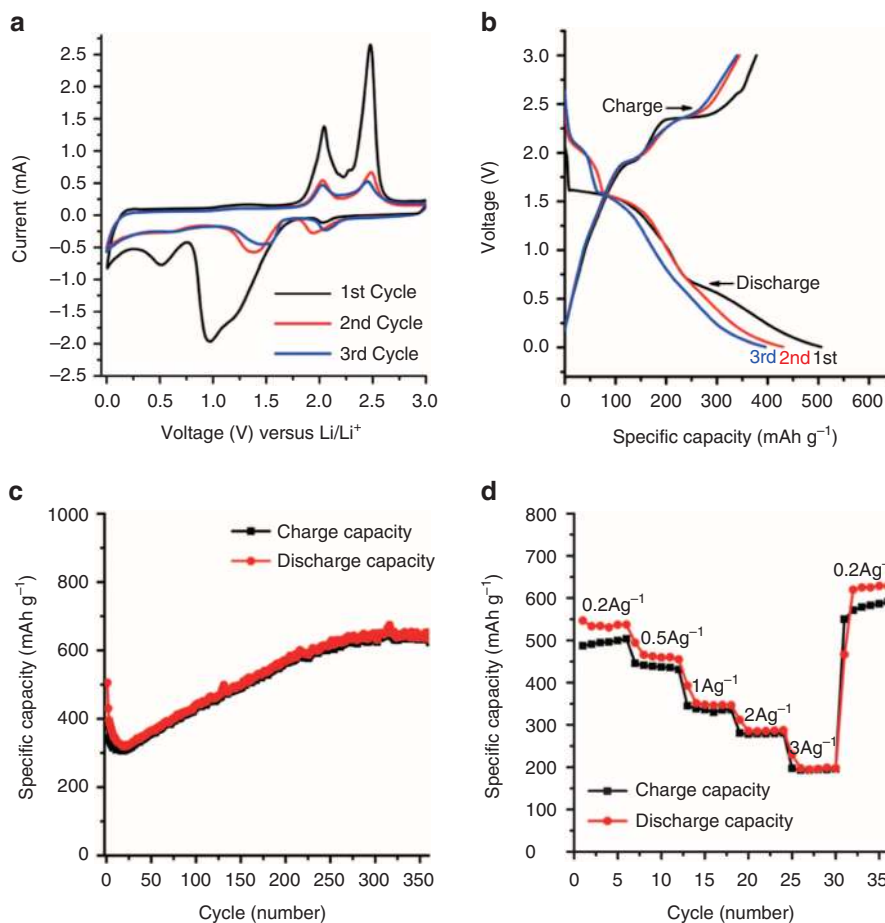 a
2.5
2.0
1.5
1.0
0.5
0.0
−0.5
−1.0
−1.5
−2.0
−2.5
Current (mA)
1st Cycle
2nd Cycle
3rd Cycle
0.0 0.5 1.0 1.5 2.0 2.5 3.0
Voltage (V) versus Li/Li⁺
b
3.0
2.5
2.0
1.5
1.0
0.5
0.0
Voltage (V)
Charge
Discharge
3rd 2nd 1st
0 100 200 300 400 500 600
Specific capacity (mAh g⁻¹)
c
1000
800
600
400
200
0
Specific capacity (mAh g⁻¹)
Charge capacity
Discharge capacity
0 50 100 150 200 250 300 350
Cycle (number)
d
800
700
600
500
400
300
200
100
0
Specific capacity (mAh g⁻¹)
0.2Ag⁻¹
0.5Ag⁻¹
1Ag⁻¹
2Ag⁻¹
3Ag⁻¹
0.2Ag⁻¹
Charge capacity
Discharge capacity
0 5 10 15 20 25 30 35
Cycle (number)